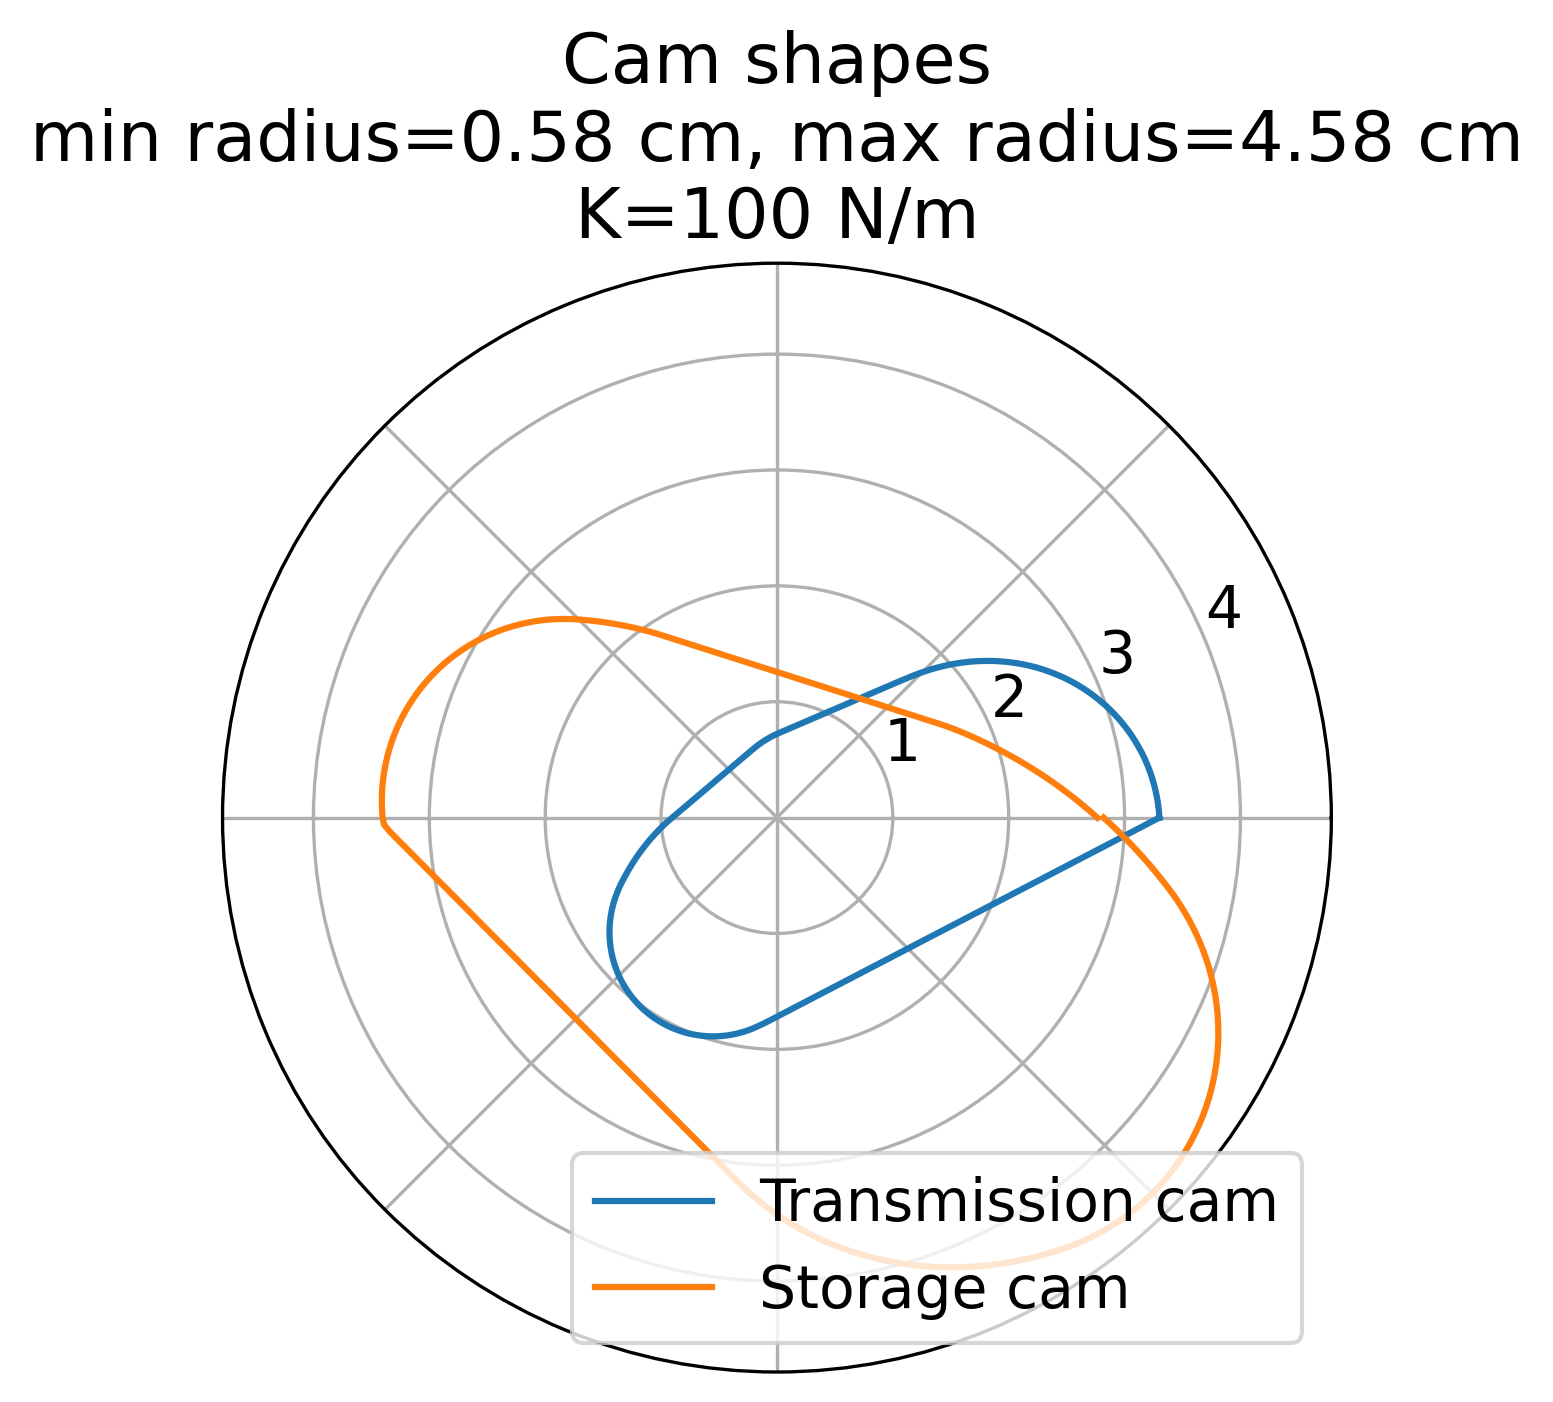 Cam shapes
min radius=0.58 cm, max radius=4.58 cm
K=100 N/m
4
3
2
1
Transmission cam
Storage cam